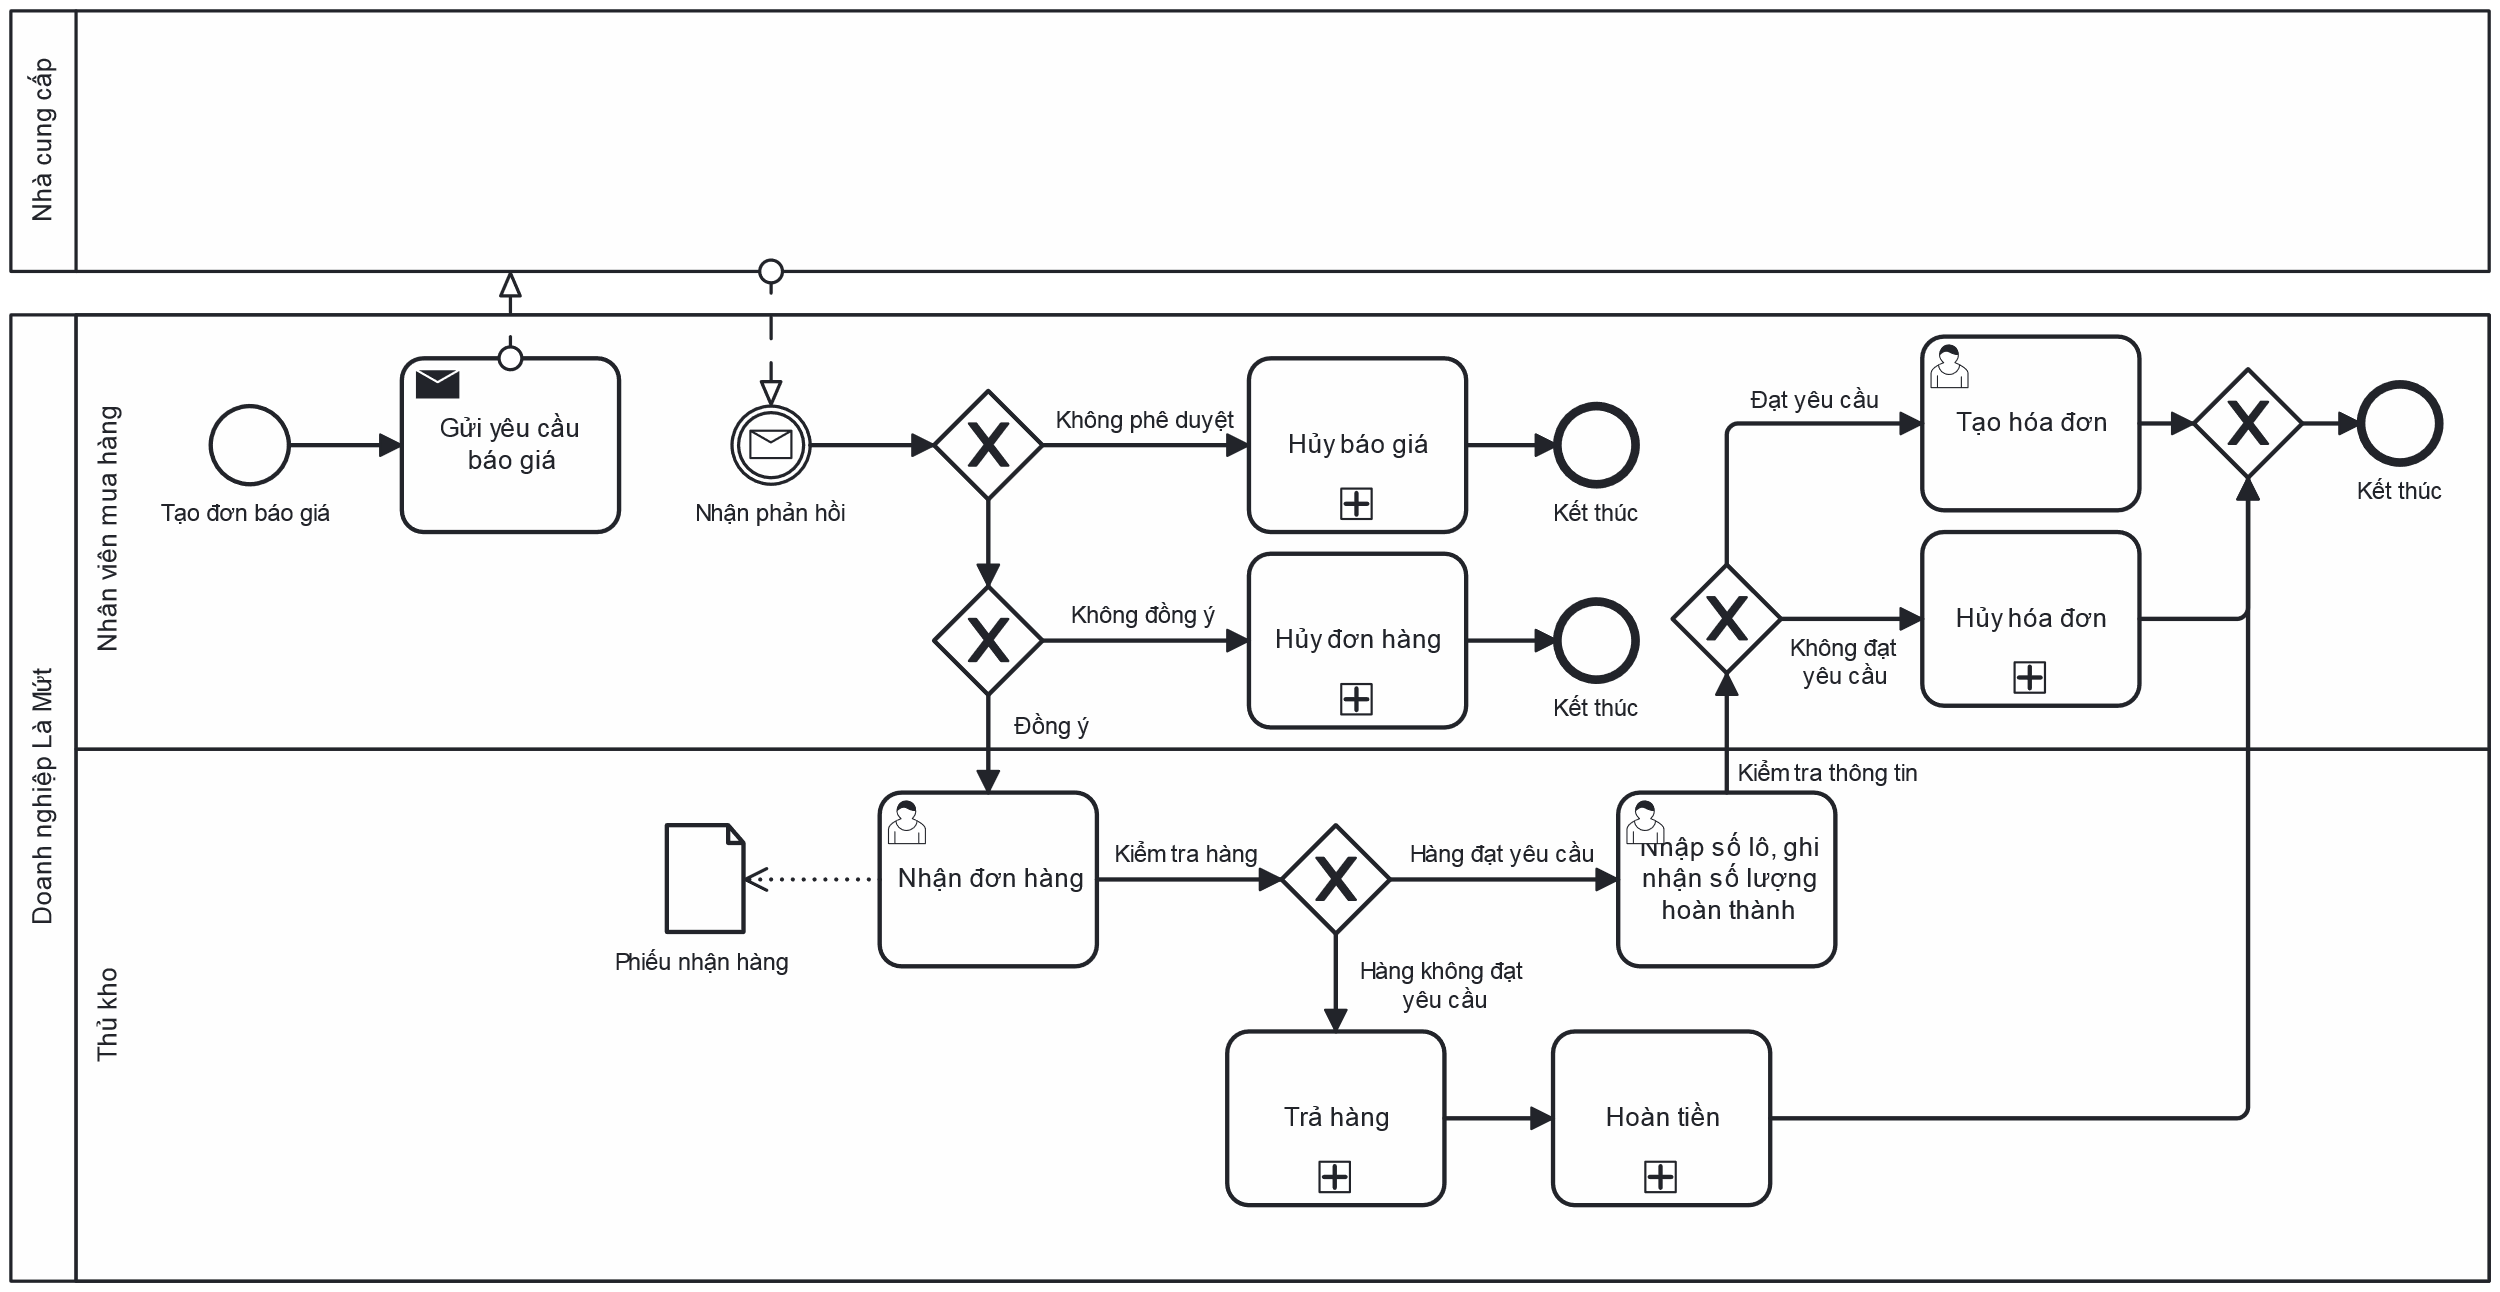 Nhà cung cấp
Doanh nghiệp Là Mứt
Nhân viên mua hàng
Tạo đơn báo giá
Gửi yêu cầu
báo giá
Nhận phản hồi
Không phê duyệt
Hủy báo giá
Kết thúc
Không đồng ý
Hủy đơn hàng
Kết thúc
Đồng ý
Đạt yêu cầu
Tạo hóa đơn
Không đạt
yêu cầu
Hủy hóa đơn
Kết thúc
Thủ kho
Kiểm tra thông tin
Phiếu nhận hàng
Nhận đơn hàng
Kiểm tra hàng
Hàng đạt yêu cầu
Nhập số lô, ghi
nhận số lượng
hoàn thành
Hàng không đạt
yêu cầu
Trả hàng
Hoàn tiền